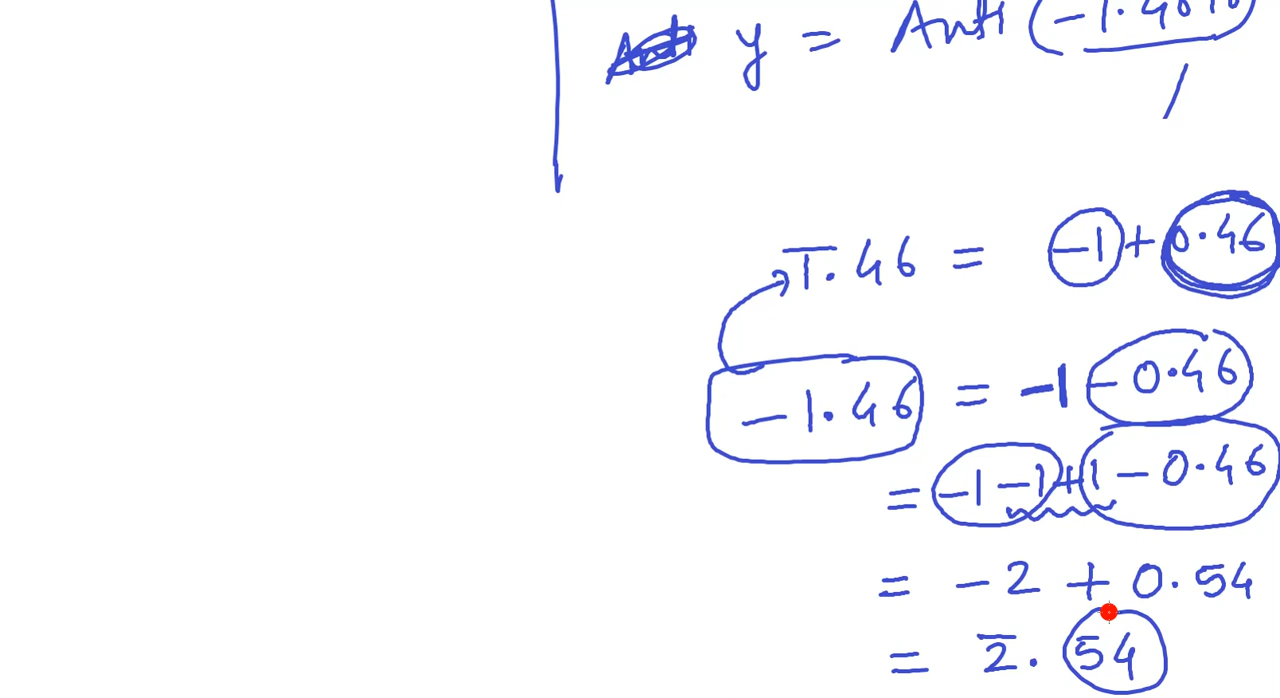 y = Anti (-1.4
1̅.46 = -1 + 0.46
-1.46 = -1 - 0.46
= -1 -1 +1 - 0.46
= -2 + 0.54
= 2̅.54